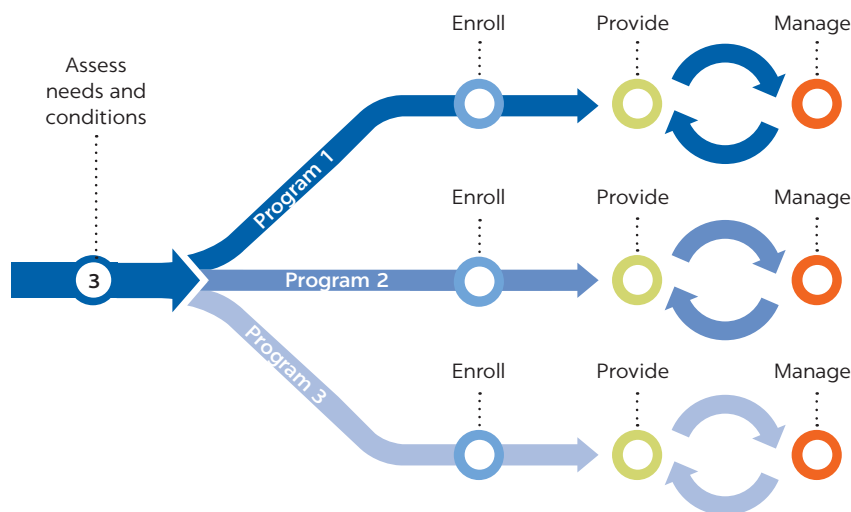 Enroll
Provide
Manage
Assess
needs and
conditions
Program 1
Enroll
Provide
Manage
3
Program 2
Program 3
Enroll
Provide
Manage